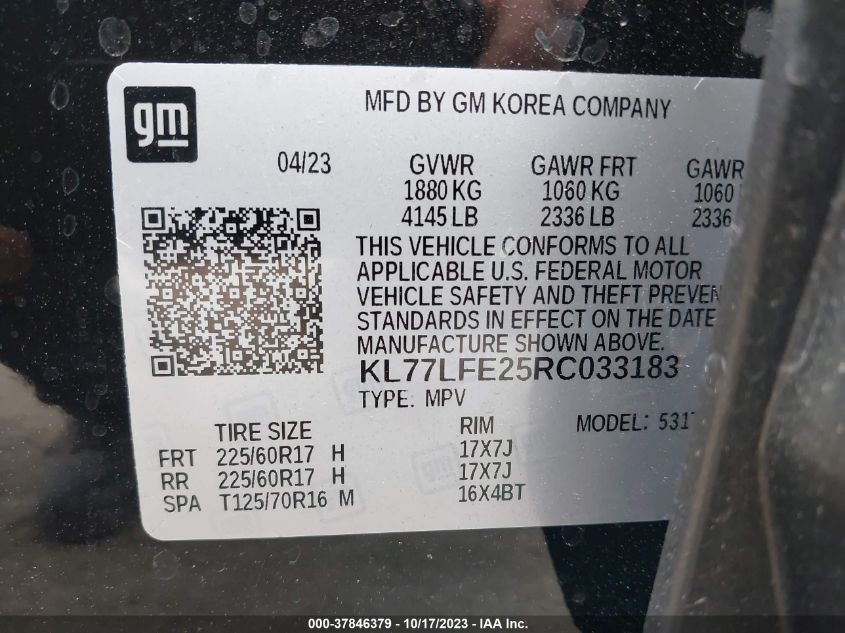 gm
MFD BY GM KOREA COMPANY
04/23 GVWR GAWR FRT GAWR
1880 KG 1060 KG 1060
4145 LB 2336 LB 2336
THIS VEHICLE CONFORMS TO ALL
APPLICABLE U.S. FEDERAL MOTOR
VEHICLE SAFETY AND THEFT PREVEN
STANDARDS IN EFFECT ON THE DATE
MANUFACTURE SHOWN ABOVE.
KL77LFE25RC033183
TYPE: MPV
TIRE SIZE RIM MODEL: 531
FRT 225/60R17 H 17X7J
RR 225/60R17 H 17X7J
SPA T125/70R16 M 16X4BT
000-37846379 - 10/17/2023 - IAA Inc.